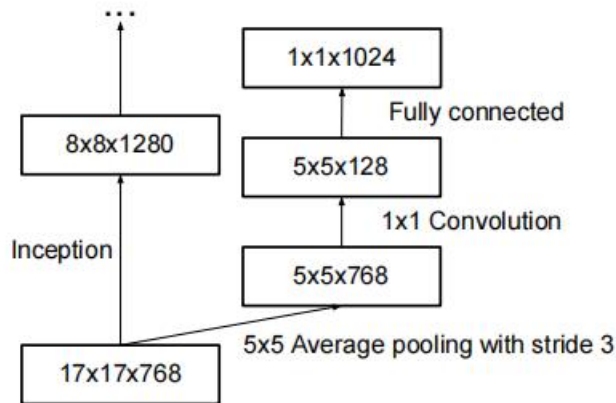 ...
1x1x1024
Fully connected
8x8x1280
5x5x128
1x1 Convolution
Inception
5x5x768
5x5 Average pooling with stride 3
17x17x768